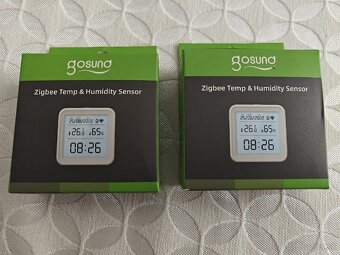 gosund
Zigbee Temp & Humidity Sensor
26.
65%
08:26
gosund
Zigbee Temp & Humidity Sensor
26.
65%
08:26